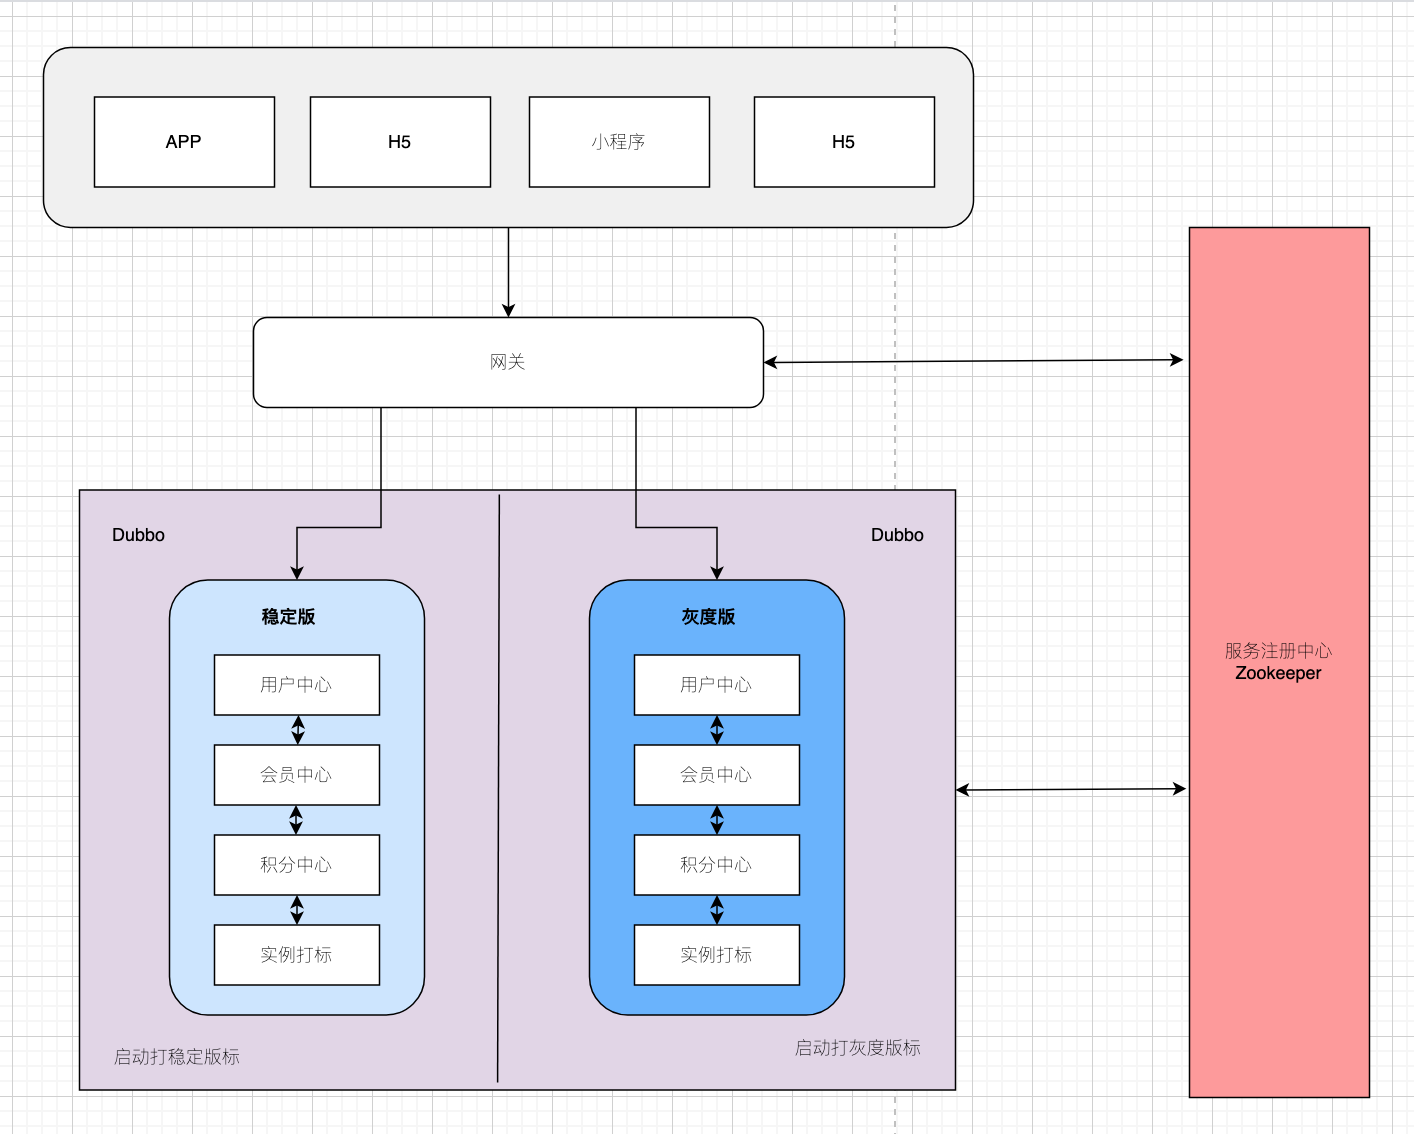 APP
H5
小程序
H5
网关
Dubbo
Dubbo
稳定版
灰度版
用户中心
用户中心
会员中心
会员中心
积分中心
积分中心
实例打标
实例打标
启动打稳定版标
启动打灰度版标
服务注册中心
Zookeeper